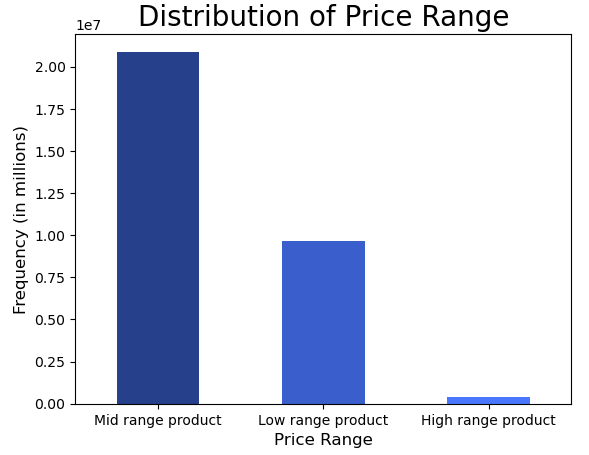 Distribution of Price Range
1e7
2.00
1.75
1.50
1.25
1.00
0.75
0.50
0.25
0.00
Frequency (in millions)
Mid range product Low range product High range product
Price Range